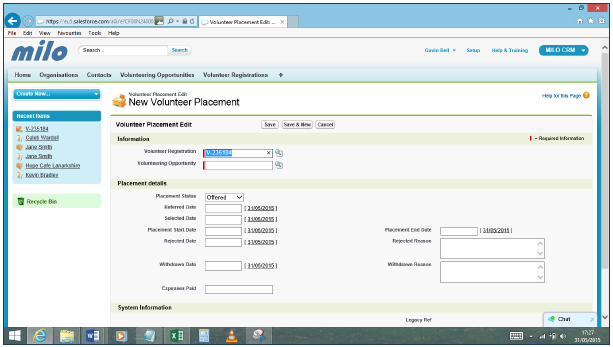 https://eu5.salesforce.com
Volunteer Placement Edit: ...
File Edit View Favourites Tools Help
milo
Search...
Search
Gavin Bell
Setup
Help & Training
MILO CRM
Home Organisations Contacts Volunteering Opportunities Volunteer Registrations +
Create New...
Volunteer Placement Edit
New Volunteer Placement
Help for this Page
Recent Items
V-235184
Caleb Wardell
Jane Smith
Jane Smith
Hope Cafe Lanarkshire
Kevin Bradley
Recycle Bin
Volunteer Placement Edit
Save
Save & New
Cancel
Information
= Required Information
Volunteer Registration
V-235184
Volunteering Opportunity
Placement details
Placement Status
Offered
Referred Date
[ 31/05/2015 ]
Selected Date
[ 31/05/2015 ]
Placement Start Date
[ 31/05/2015 ]
Placement End Date
[ 31/05/2015 ]
Rejected Date
[ 31/05/2015 ]
Rejected Reason
Withdrawn Date
[ 31/05/2015 ]
Withdrawn Reason
Expenses Paid
System Information
Legacy Ref
Chat
17:27
31/05/2015